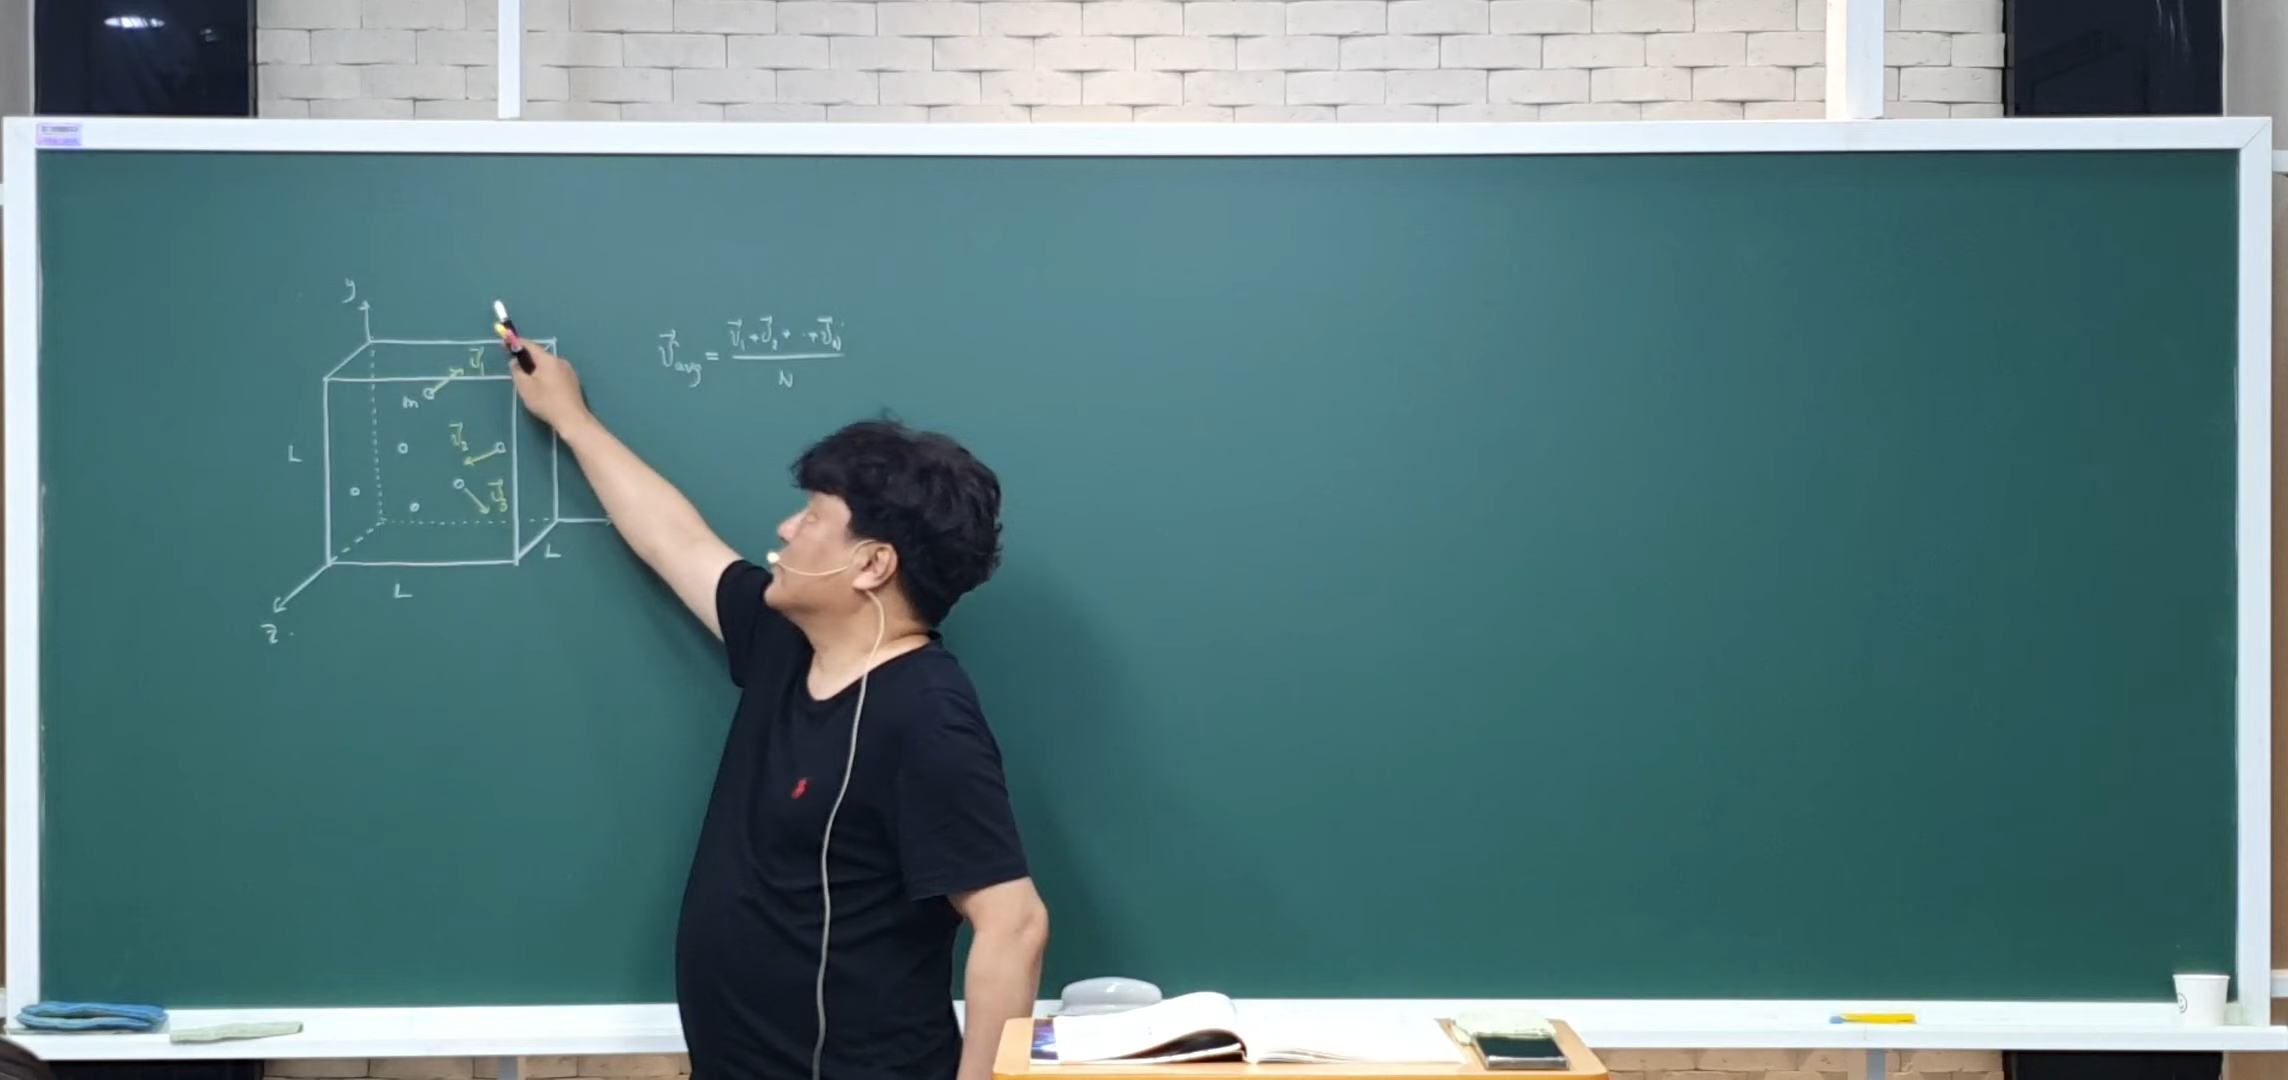 y
m
v⃗₁
v⃗₂
v⃗₃
L
L
L
z
v⃗avg = (v⃗₁ + v⃗₂ + ⋯ + v⃗N) / N